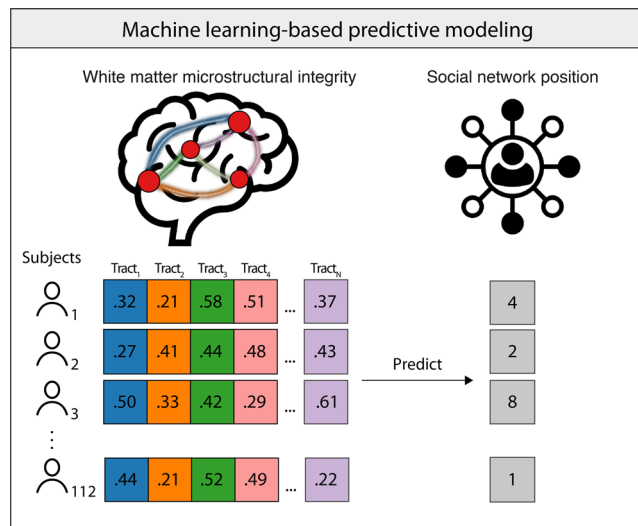 Machine learning-based predictive modeling
White matter microstructural integrity
Social network position
Subjects
Tract₁ Tract₂ Tract₃ Tract₄ Tract_N
1 .32 .21 .58 .51 ... .37 4
2 .27 .41 .44 .48 ... .43 2
Predict
3 .50 .33 .42 .29 ... .61 8
112 .44 .21 .52 .49 ... .22 1